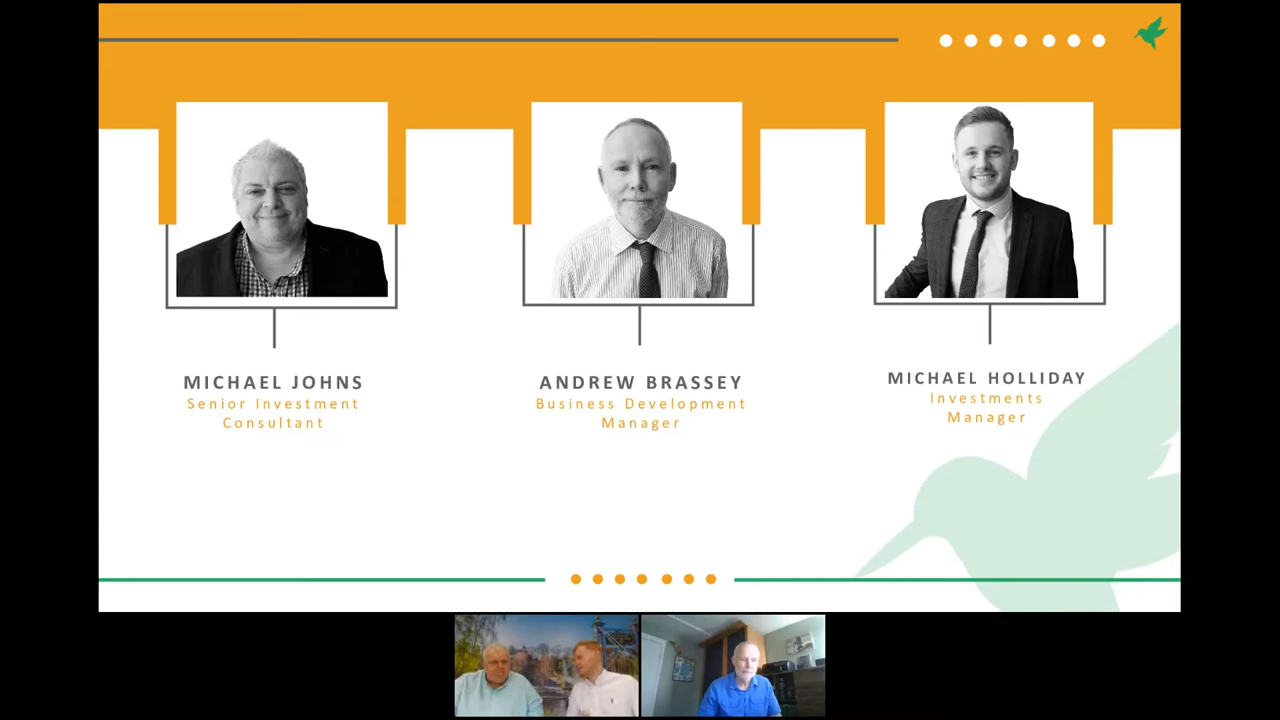 MICHAEL JOHNS
Senior Investment
Consultant
ANDREW BRASSEY
Business Development
Manager
MICHAEL HOLLIDAY
Investments
Manager